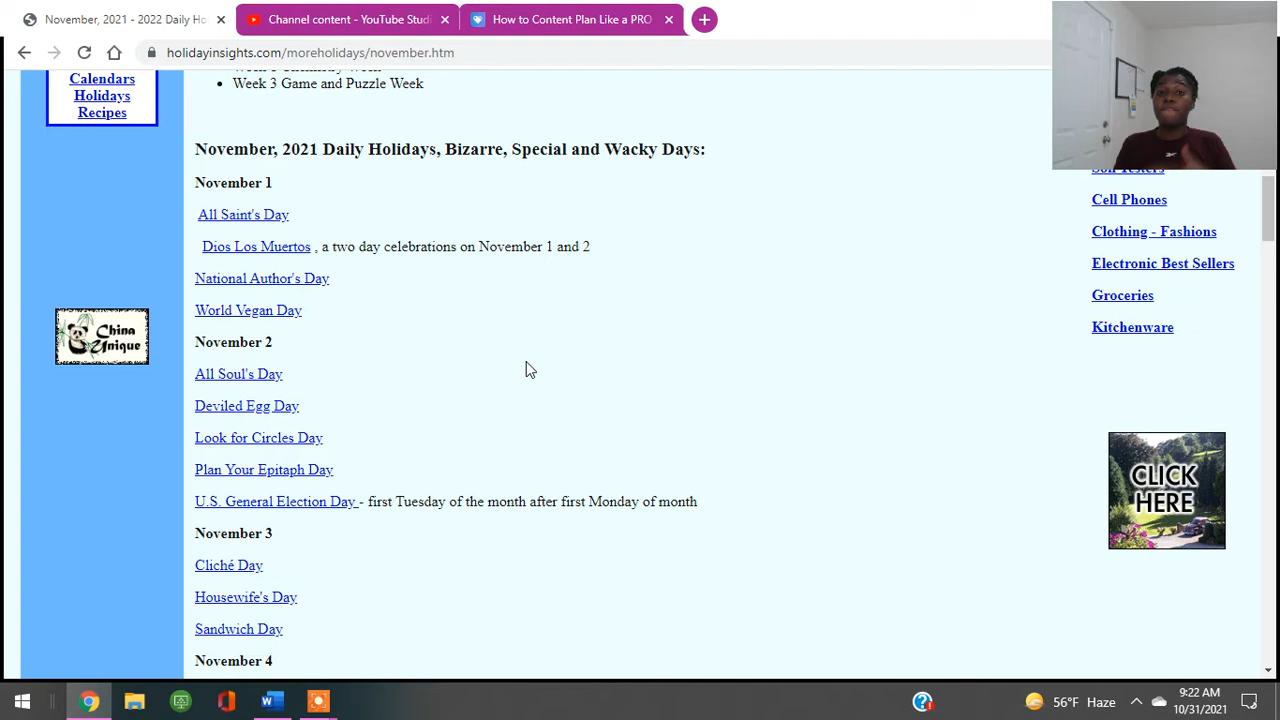 November, 2021 - 2022 Daily Ho
Channel content - YouTube Studi
How to Content Plan Like a PRO
holidayinsights.com/moreholidays/november.htm
Calendars
Holidays
Recipes
Week 3 Game and Puzzle Week
November, 2021 Daily Holidays, Bizarre, Special and Wacky Days:
November 1
All Saint's Day
Dios Los Muertos , a two day celebrations on November 1 and 2
National Author's Day
World Vegan Day
November 2
All Soul's Day
Deviled Egg Day
Look for Circles Day
Plan Your Epitaph Day
U.S. General Election Day - first Tuesday of the month after first Monday of month
November 3
Cliché Day
Housewife's Day
Sandwich Day
November 4
China
Unique
Cell Phones
Clothing - Fashions
Electronic Best Sellers
Groceries
Kitchenware
CLICK
HERE
56°F Haze
9:22 AM
10/31/2021